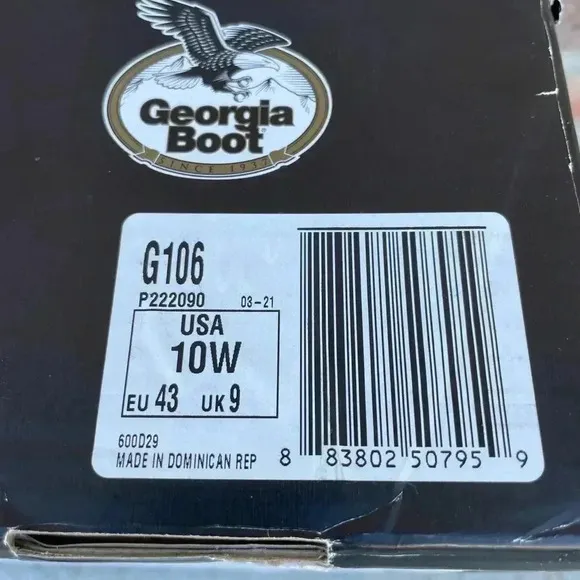 Georgia
Boot
SINCE 1937
G106
P222090 03-21
USA
10W
EU 43 UK 9
600D29
MADE IN DOMINICAN REP
8 83802 50795 9